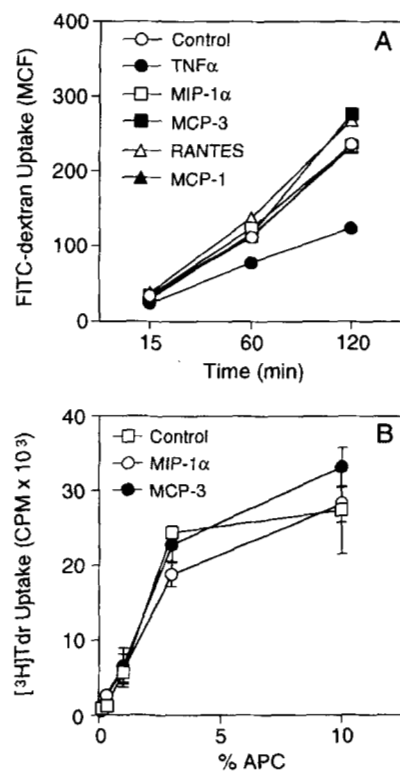 A
Control
TNFα
MIP-1α
MCP-3
RANTES
MCP-1
FITC-dextran Uptake (MCF)
400
300
200
100
0
15 60 120
Time (min)
B
Control
MIP-1α
MCP-3
[³H]Tdr Uptake (CPM x 10³)
40
30
20
10
0
0 5 10
% APC